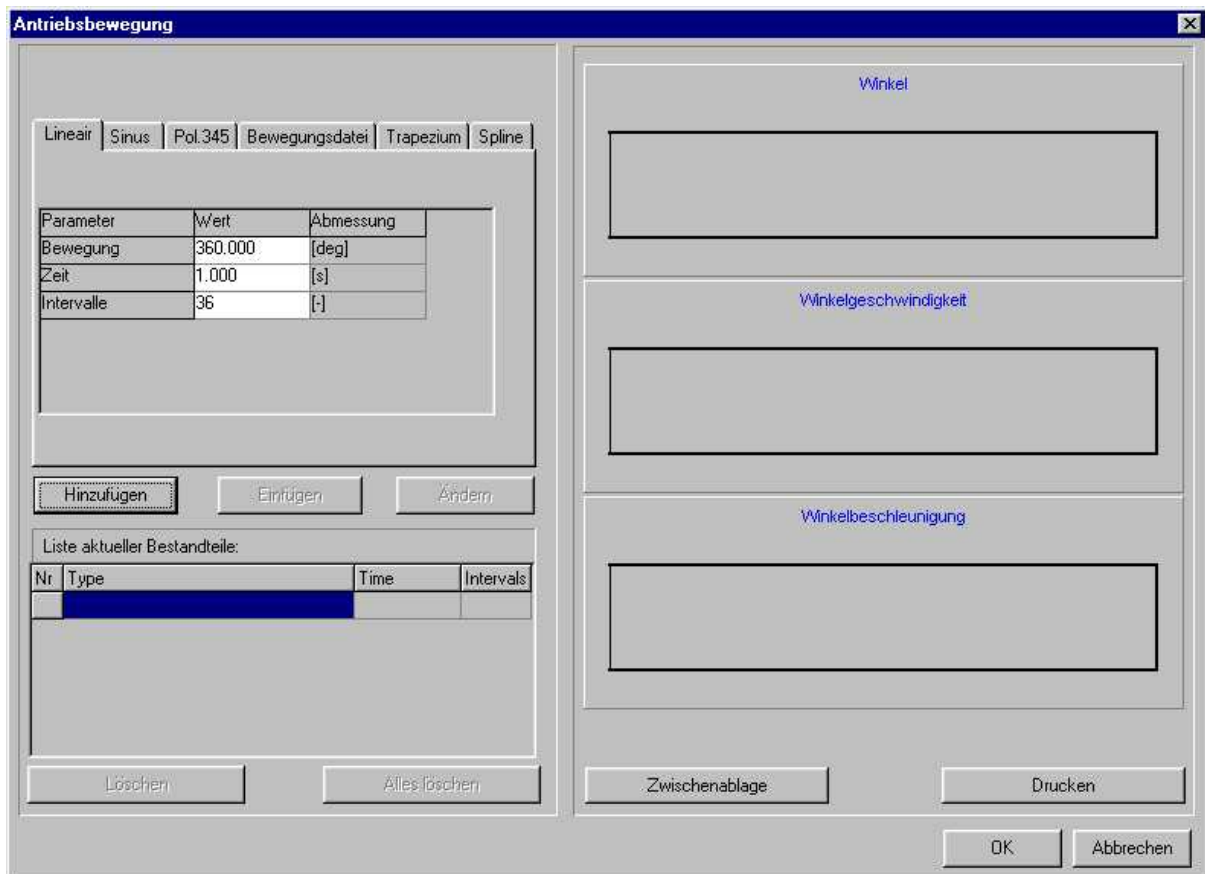 Antriebsbewegung
Lineair Sinus Pol.345 Bewegungsdatei Trapezium Spline
Parameter Wert Abmessung
Bewegung 360.000 [deg]
Zeit 1.000 [s]
Intervalle 36 [-]
Hinzufügen Einfügen Ändern
Liste aktueller Bestandteile:
Nr Type Time Intervals
Löschen Alles löschen
Winkel
Winkelgeschwindigkeit
Winkelbeschleunigung
Zwischenablage Drucken
OK Abbrechen